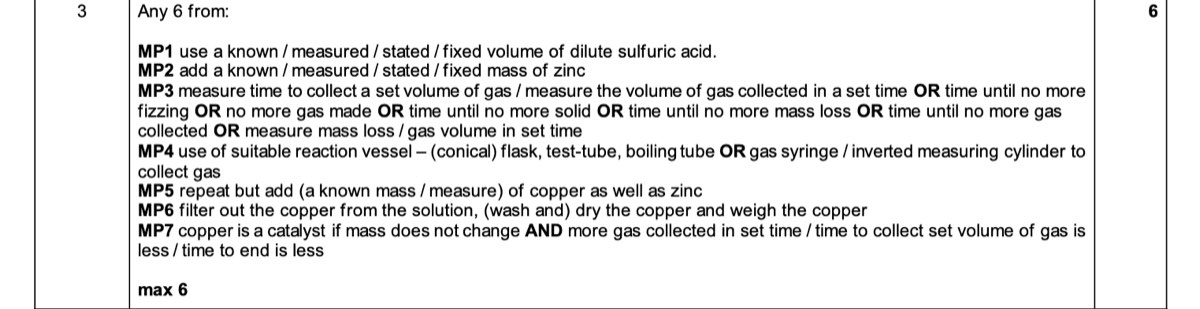 3 Any 6 from: 6
MP1 use a known / measured / stated / fixed volume of dilute sulfuric acid.
MP2 add a known / measured / stated / fixed mass of zinc
MP3 measure time to collect a set volume of gas / measure the volume of gas collected in a set time OR time until no more
fizzing OR no more gas made OR time until no more solid OR time until no more mass loss OR time until no more gas
collected OR measure mass loss / gas volume in set time
MP4 use of suitable reaction vessel – (conical) flask, test-tube, boiling tube OR gas syringe / inverted measuring cylinder to
collect gas
MP5 repeat but add (a known mass / measure) of copper as well as zinc
MP6 filter out the copper from the solution, (wash and) dry the copper and weigh the copper
MP7 copper is a catalyst if mass does not change AND more gas collected in set time / time to collect set volume of gas is
less / time to end is less
max 6